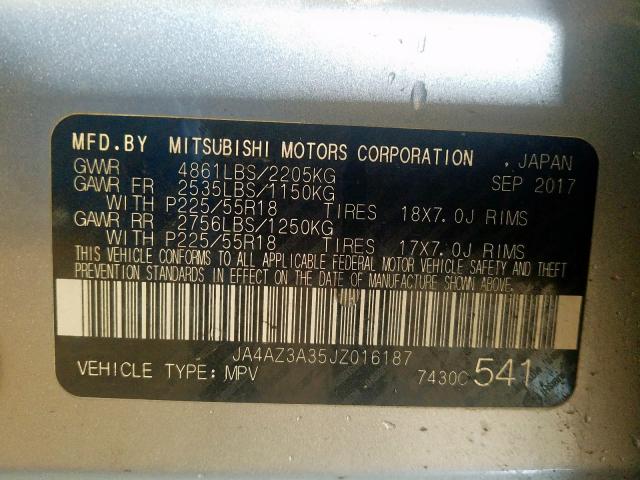 MFD.BY MITSUBISHI MOTORS CORPORATION , JAPAN
GVWR 4861LBS/2205KG SEP 2017
GAWR FR 2535LBS/1150KG
WITH P225/55R18 TIRES 18X7.0J RIMS
GAWR RR 2756LBS/1250KG
WITH P225/55R18 TIRES 17X7.0J RIMS
THIS VEHICLE CONFORMS TO ALL APPLICABLE FEDERAL MOTOR VEHICLE SAFETY AND THEFT
PREVENTION STANDARDS IN EFFECT ON THE DATE OF MANUFACTURE SHOWN ABOVE.
JA4AZ3A35JZ016187
VEHICLE TYPE: MPV 7430C 541